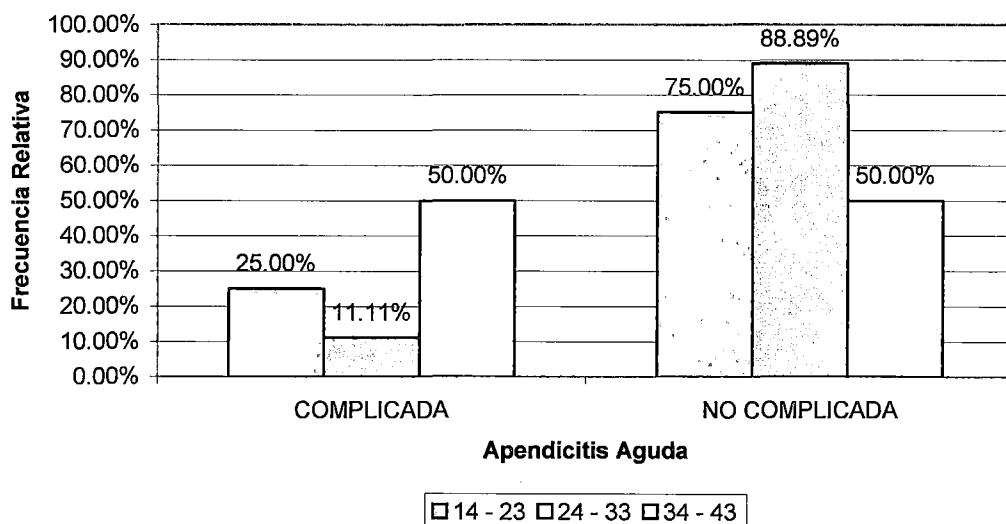 100.00%
90.00%
80.00%
70.00%
60.00%
50.00%
40.00%
30.00%
20.00%
10.00%
0.00%
Frecuencia Relativa
25.00%
11.11%
50.00%
75.00%
88.89%
50.00%
COMPLICADA
NO COMPLICADA
Apendicitis Aguda
14 - 23
24 - 33
34 - 43